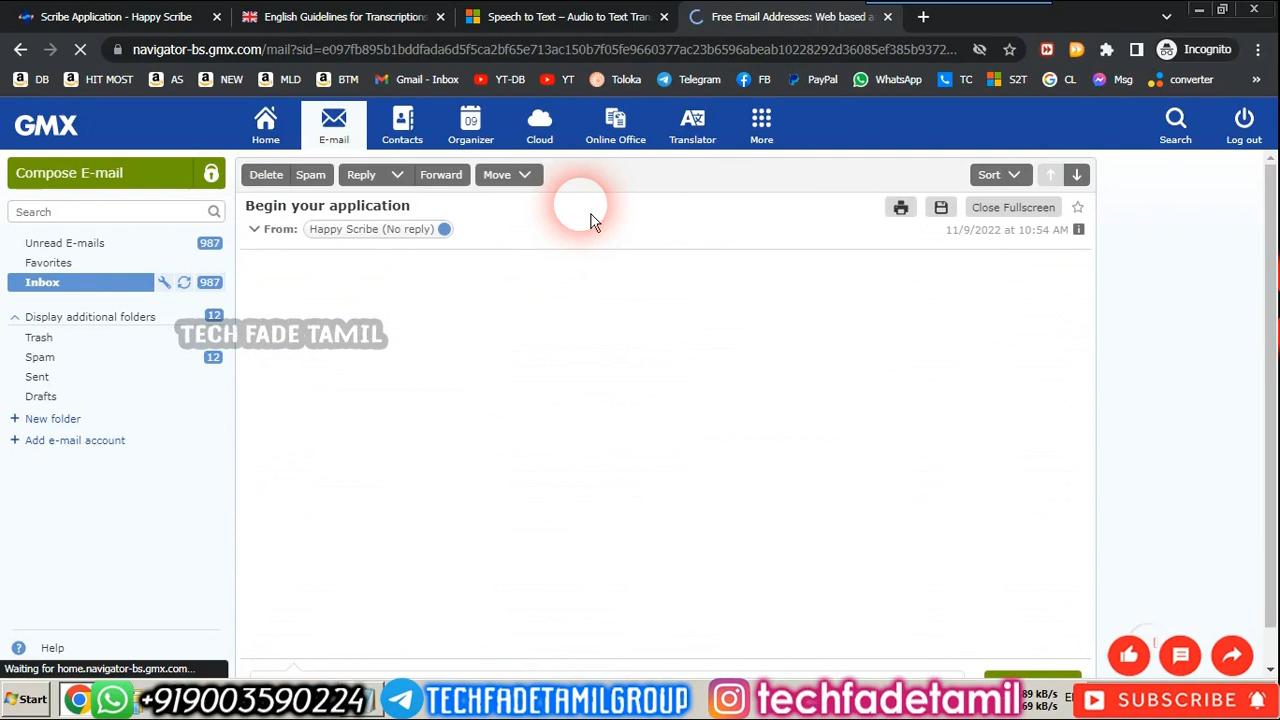 Scribe Application - Happy Scribe
English Guidelines for Transcriptions
Speech to Text – Audio to Text Tran
Free Email Addresses: Web based a
navigator-bs.gmx.com/mail?sid=e097fb895b1bddfada6d5f5ca2bf65e713ac150b7f05fe9660377ac23b6596abeab10228292d36085ef385b9372...
Incognito
DB
HIT MOST
AS
NEW
MLD
BTM
Gmail - Inbox
YT-DB
YT
Toloka
Telegram
FB
PayPal
WhatsApp
TC
S2T
CL
Msg
converter
»
GMX
Home
E-mail
Contacts
09
Organizer
Cloud
Online Office
Translator
More
Search
Log out
Compose E-mail
Delete
Spam
Reply
Forward
Move
Sort
Search
Begin your application
Close Fullscreen
From:
Happy Scribe (No reply)
11/9/2022 at 10:54 AM
Unread E-mails
987
Favorites
Inbox
987
Display additional folders
12
TECH FADE TAMIL
Trash
Spam
12
Sent
Drafts
+ New folder
+ Add e-mail account
Help
Waiting for home.navigator-bs.gmx.com...
Start
+919003590224
TECHFADETAMILGROUP
techfadetamil
89 kB/s
69 kB/s
SUBSCRIBE